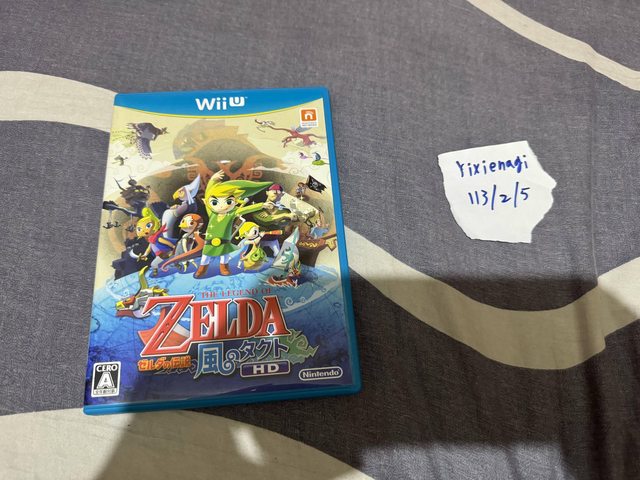 Wii U
THE LEGEND OF
ZELDA
ゼルダの伝説
風のタクト
HD
CERO
A
Nintendo
Yixienagi
113/2/5